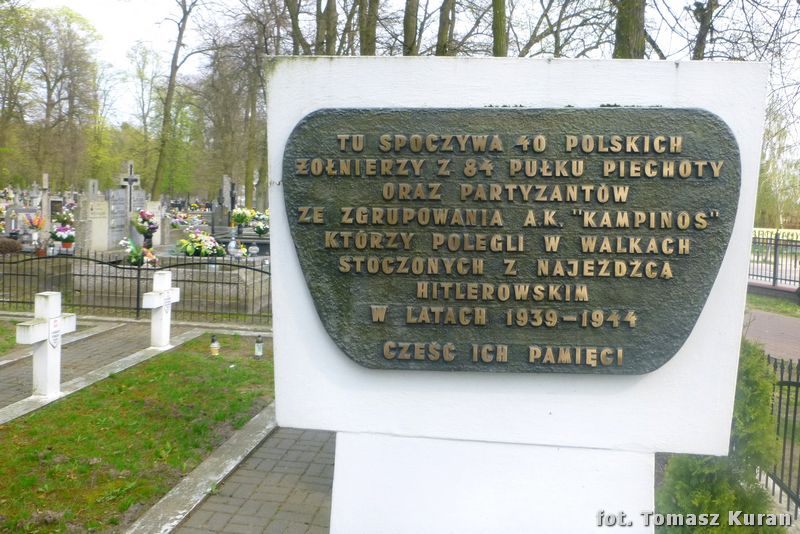 TU SPOCZYWA 40 POLSKICH
ŻOŁNIERZY Z 84 PUŁKU PIECHOTY
ORAZ PARTYZANTÓW
ZE ZGRUPOWANIA A.K. "KAMPINOS"
KTÓRZY POLEGLI W WALKACH
STOCZONYCH Z NAJEŹDŹCĄ
HITLEROWSKIM
W LATACH 1939-1944
CZEŚĆ ICH PAMIĘCI
fot. Tomasz Kuran